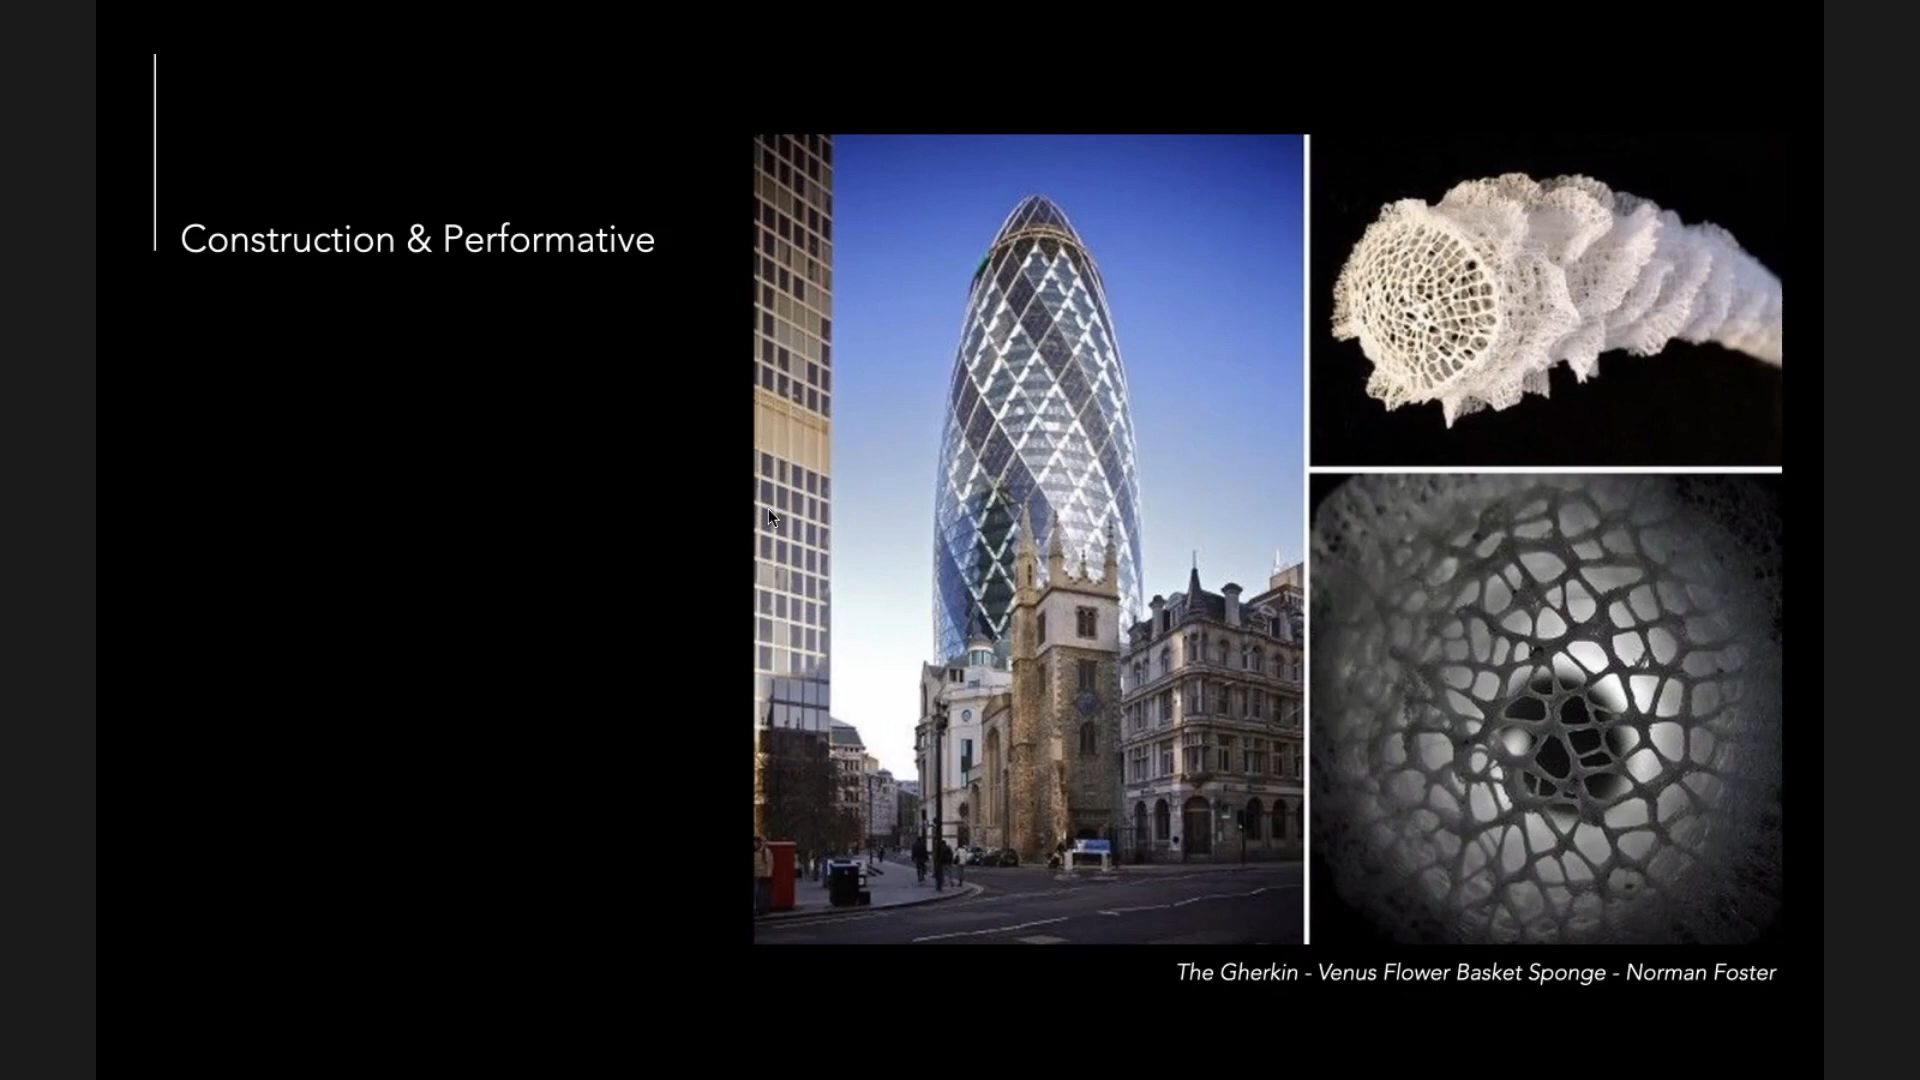 Construction & Performative
The Gherkin - Venus Flower Basket Sponge - Norman Foster